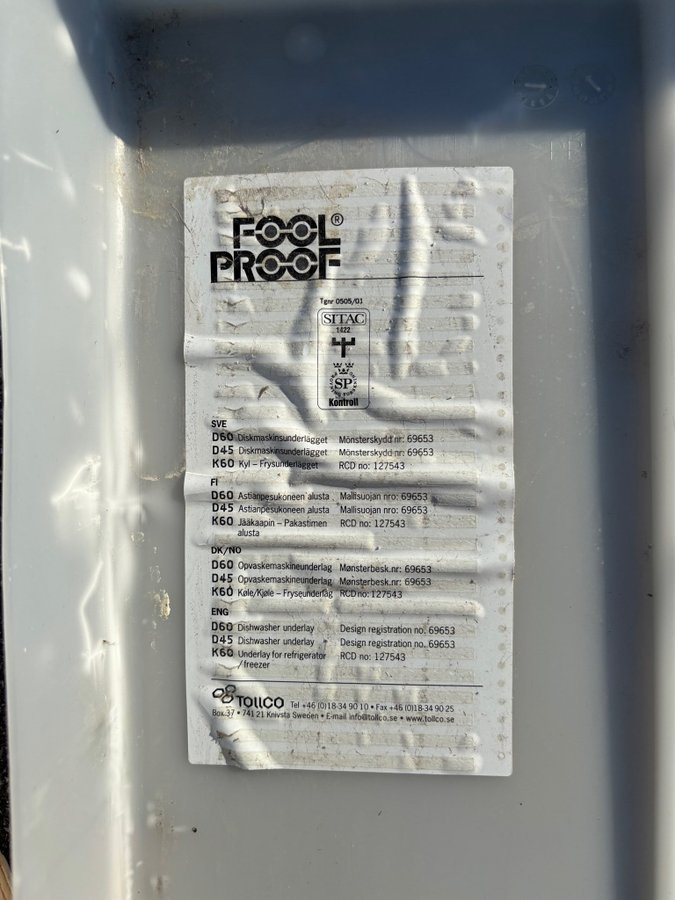 FOOL®
PROOF
Tgnr 0505/01
SITAC
1422
SP
Kontroll
SVE
D60 Diskmaskinsunderlägget Mönsterskydd nr: 69653
D45 Diskmaskinsunderlägget Mönsterskydd nr: 69653
K60 Kyl – Frysunderlägget RCD no: 127543
FI
D60 Astianpesukoneen alusta Mallisuojan nro: 69653
D45 Astianpesukoneen alusta Mallisuojan nro: 69653
K60 Jääkaapin – Pakastimen RCD no: 127543
alusta
DK/NO
D60 Opvaskemaskineunderlag Mønsterbesk.nr: 69653
D45 Opvaskemaskineunderlag Mønsterbesk.nr: 69653
K60 Køle/Kjøle – Fryseunderlag RCD no: 127543
ENG
D60 Dishwasher underlay Design registration no. 69653
D45 Dishwasher underlay Design registration no. 69653
K60 Underlay for refrigerator RCD no: 127543
/freezer
TOLLCO Tel +46 (0)18-34 90 10 • Fax +46 (0)18-34 90 25
Box 37 • 741 21 Knivsta Sweden • E-mail info@tollco.se • www.tollco.se